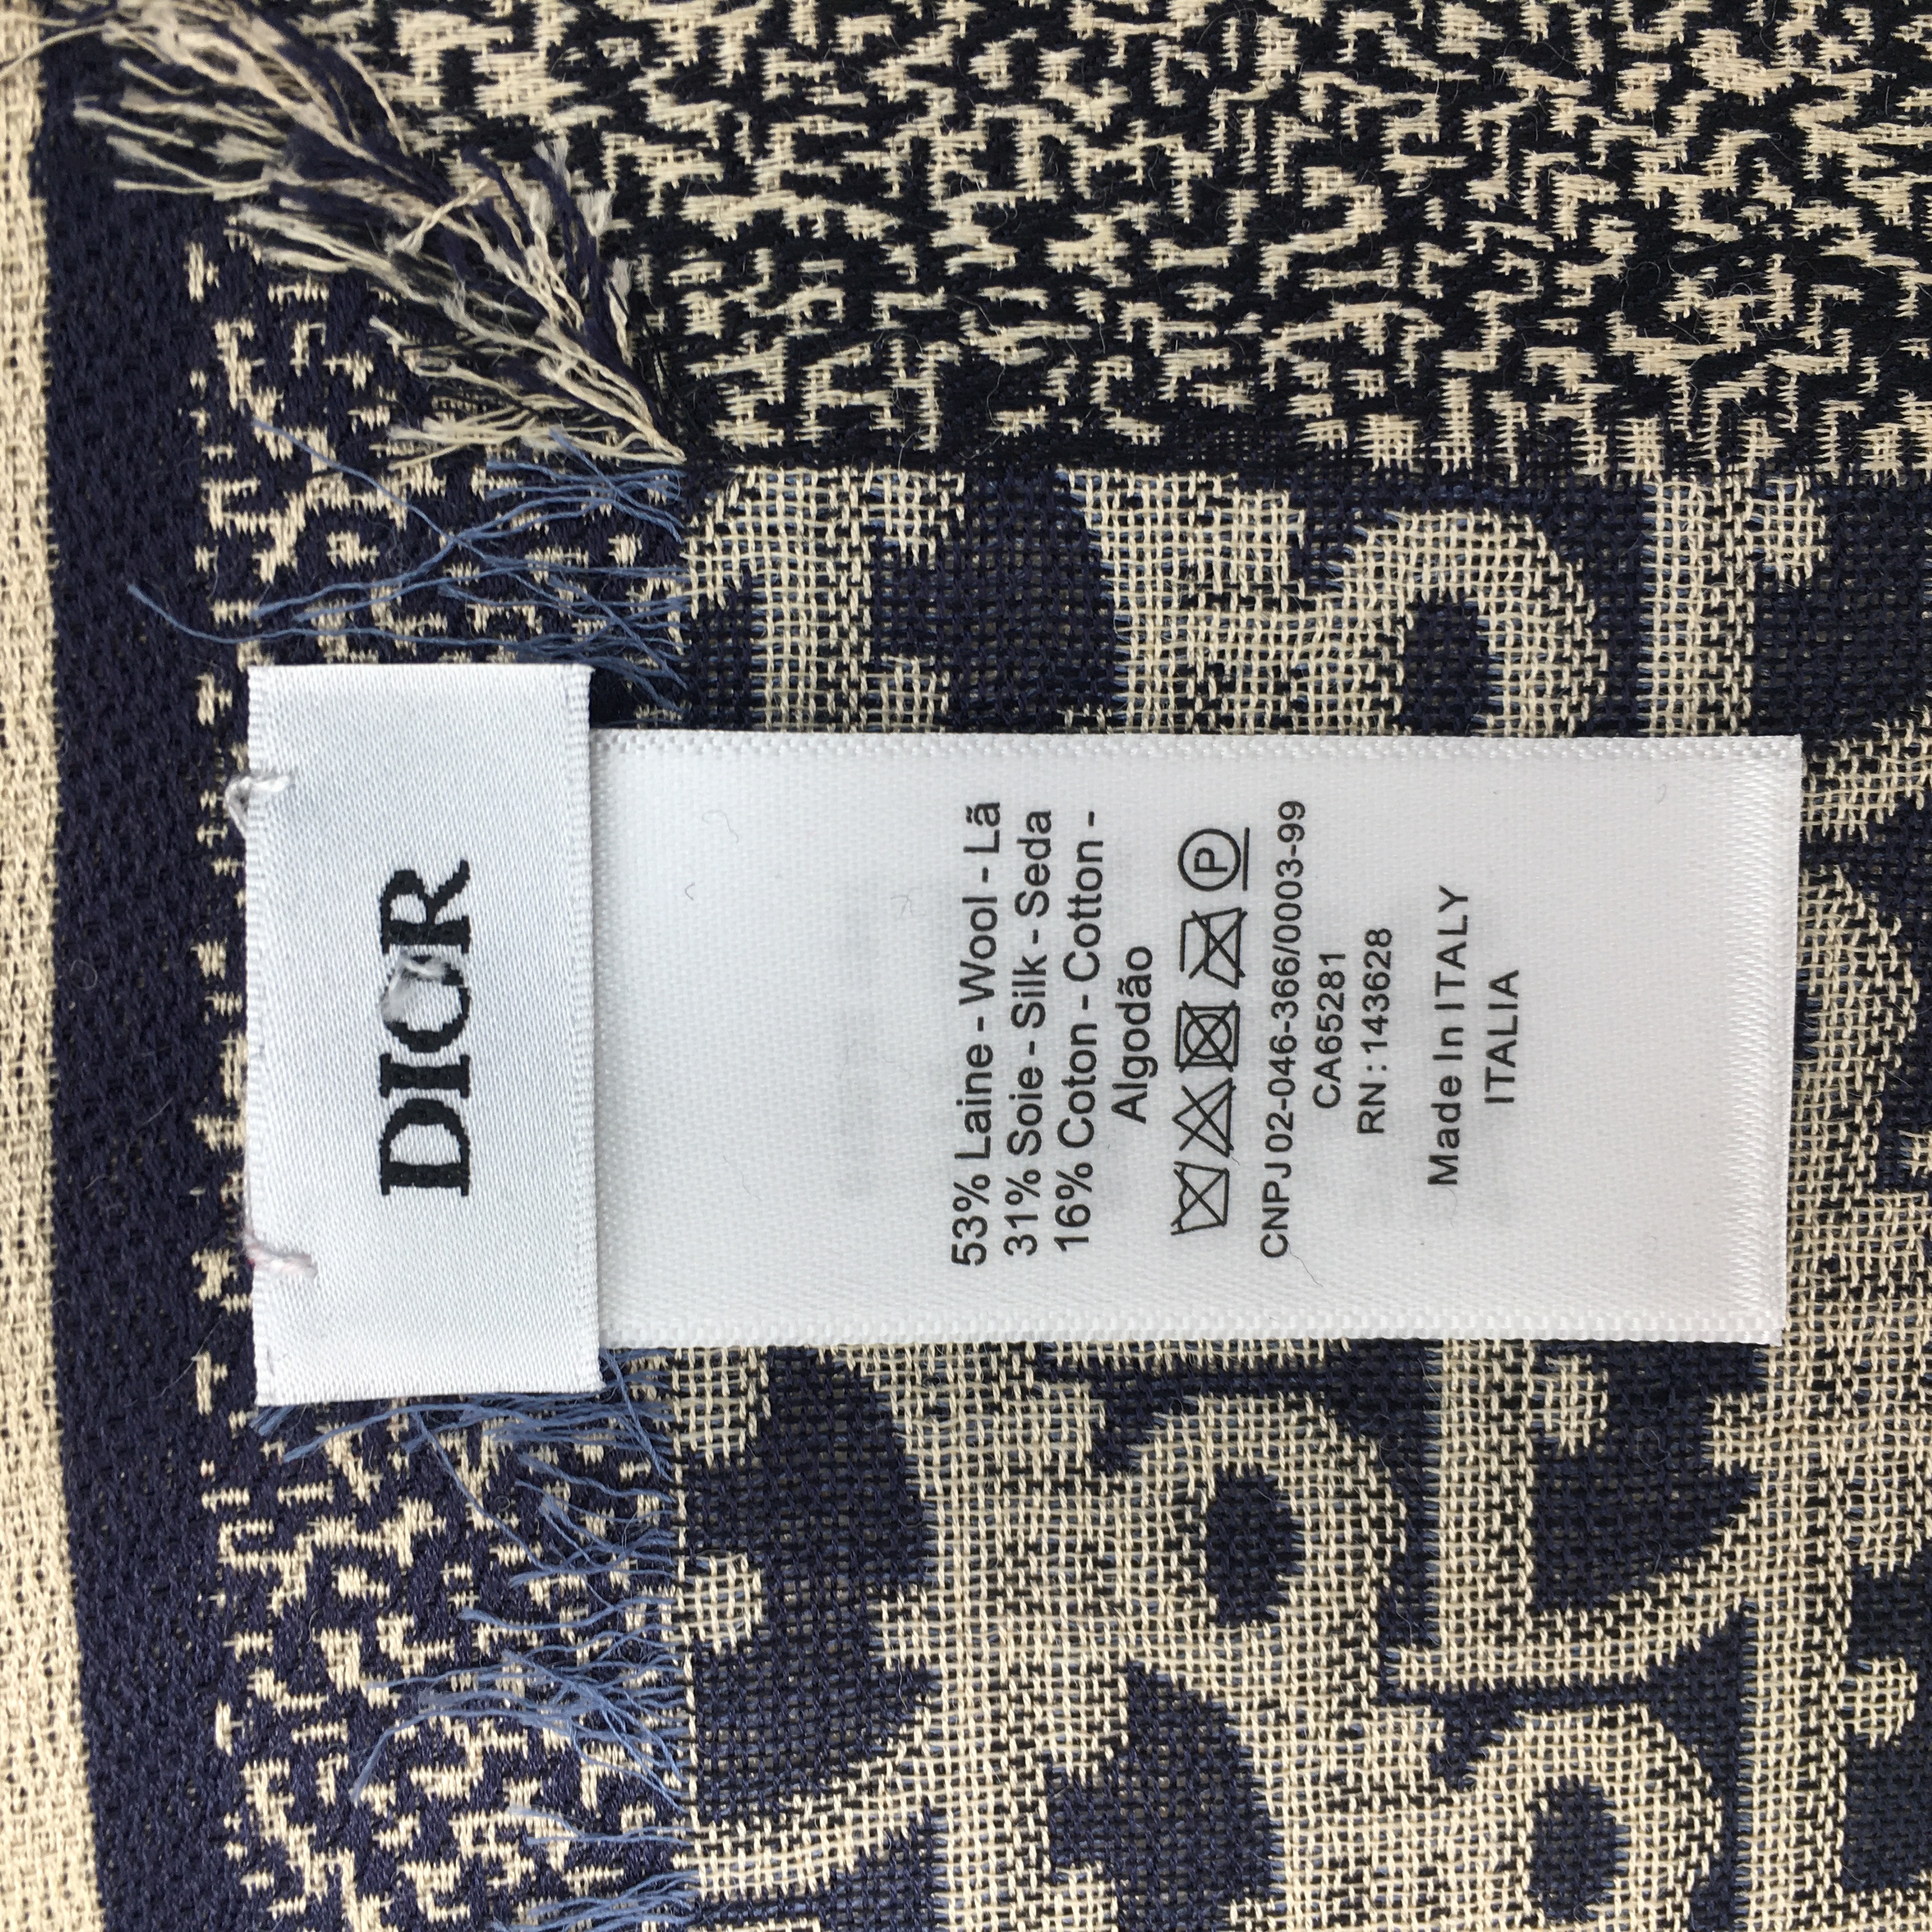 DIOR
53% Laine - Wool - Lã
31% Soie - Silk - Seda
16% Coton - Cotton -
Algodão
P
CNPJ 02-046-366/0003-99
CA65281
RN : 143628
Made In ITALY
ITALIA